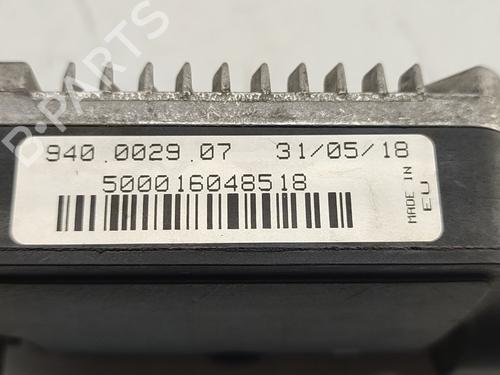 B-PARTS
940.0029.07 31/05/18
500016048518
MADE IN
EU